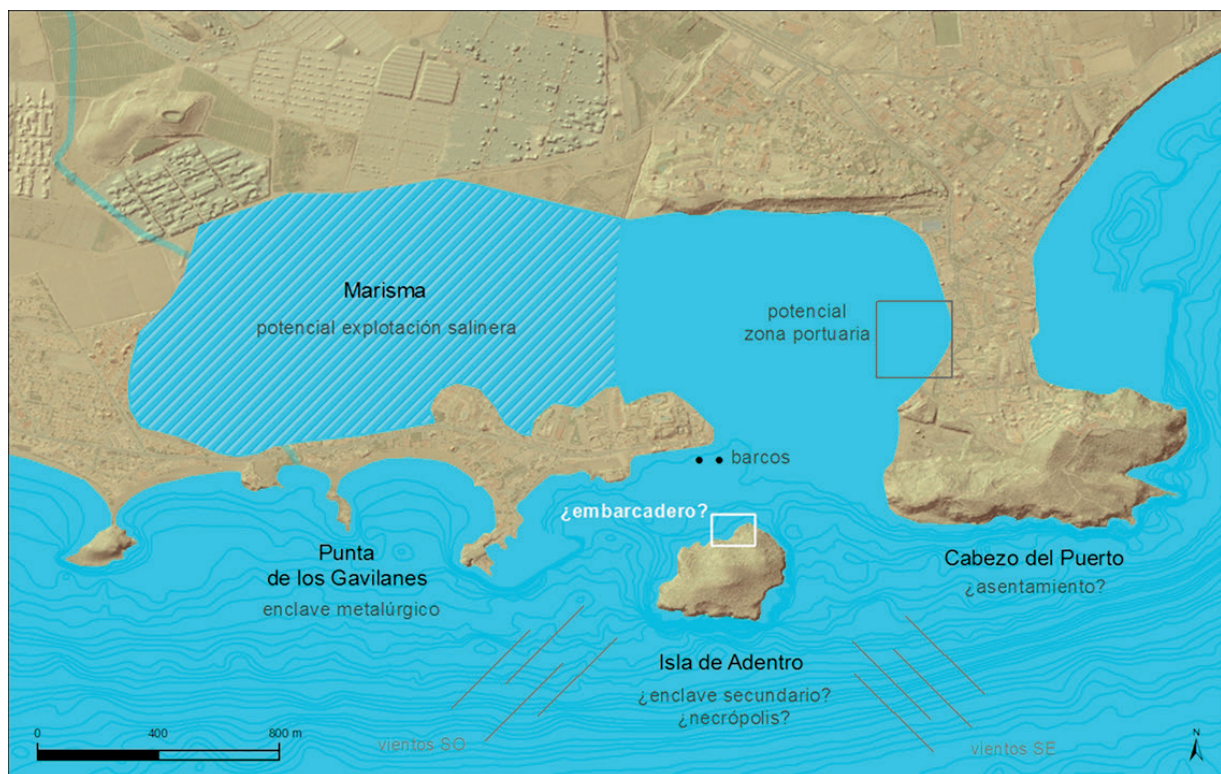 Marisma
potencial explotación salinera
potencial
zona portuaria
barcos
¿embarcadero?
Punta
de los Gavilanes
enclave metalúrgico
Cabezo del Puerto
¿asentamiento?
Isla de Adentro
¿enclave secundario?
¿necrópolis?
vientos SO
vientos SE
0 400 800 m
N